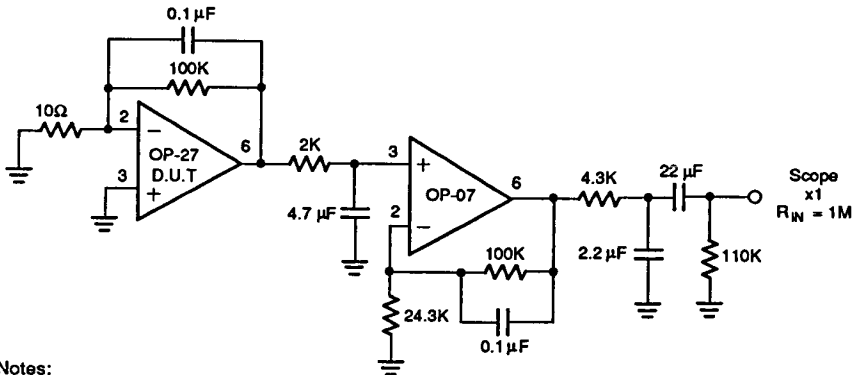 0.1 μF
100K
10Ω
2
6
OP-27
D.U.T
3
2K
4.7 μF
3
6
OP-07
2
100K
24.3K
0.1 μF
4.3K
22 μF
2.2 μF
110K
Scope
x1
RIN = 1M
Notes: